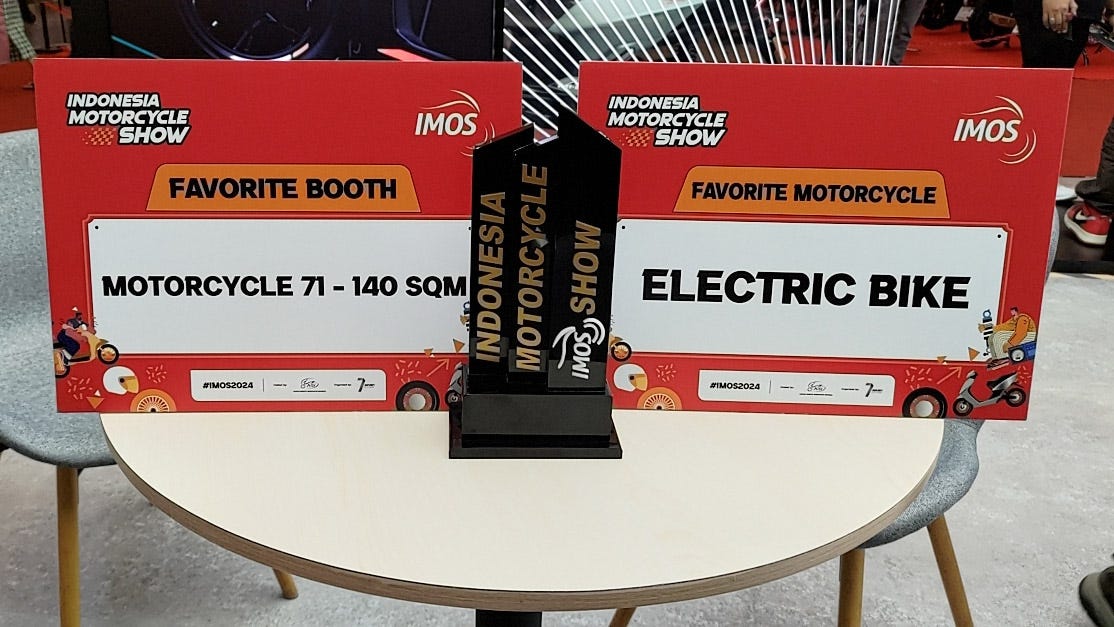 INDONESIA
MOTORCYCLE
SHOW
IMOS
FAVORITE BOOTH
MOTORCYCLE 71 - 140 SQM
#IMOS2024
INDONESIA
MOTORCYCLE
SHOW
IMOS
INDONESIA
MOTORCYCLE
SHOW
IMOS
FAVORITE MOTORCYCLE
ELECTRIC BIKE
#IMOS2024